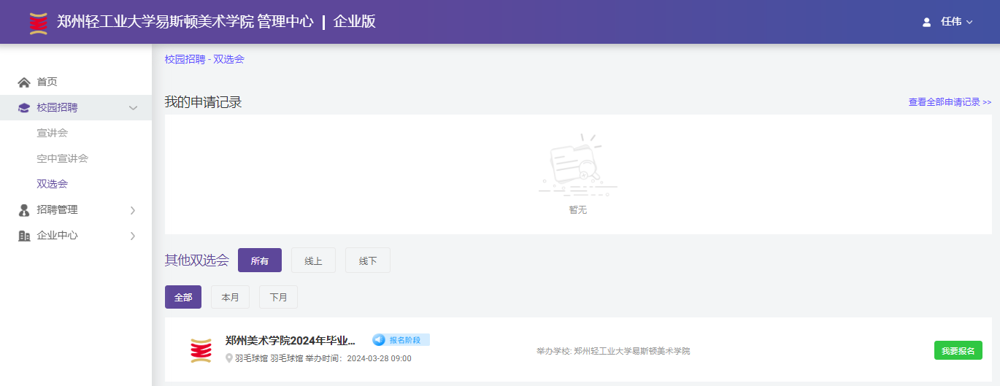 郑州轻工业大学易斯顿美术学院 管理中心 | 企业版
任伟
首页
校园招聘
宣讲会
空中宣讲会
双选会
招聘管理
企业中心
校园招聘 - 双选会
我的申请记录
查看全部申请记录 >>
暂无
其他双选会 所有 线上 线下
全部 本月 下月
郑州美术学院2024年毕业... 报名阶段
羽毛球馆 羽毛球馆 举办时间：2024-03-28 09:00
举办学校: 郑州轻工业大学易斯顿美术学院
我要报名